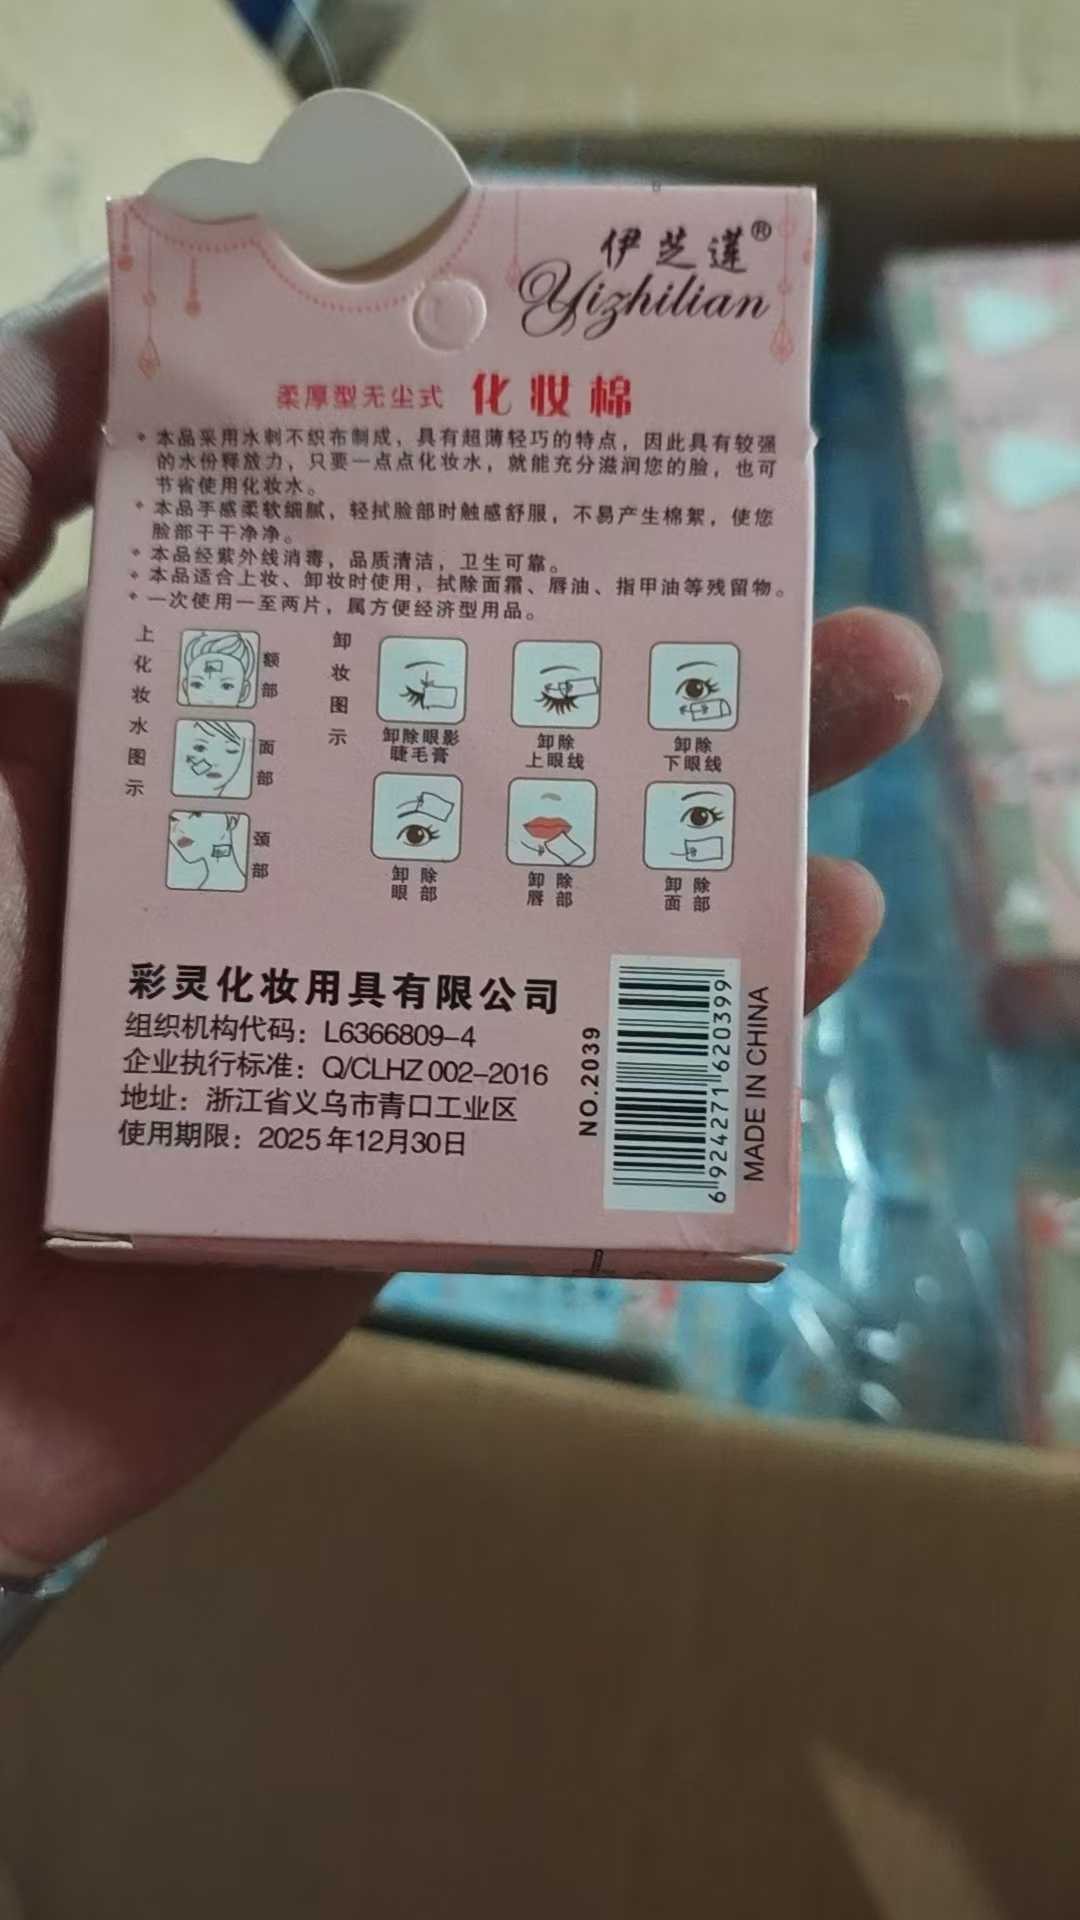 伊芝莲®
Yizhilian
柔厚型无尘式 化妆棉
本品采用水刺不织布制成，具有超薄轻巧的特点，因此具有较强
的水份释放力，只要一点点化妆水，就能充分滋润您的脸，也可
节省使用化妆水。
本品手感柔软细腻，轻拭脸部时触感舒服，不易产生棉絮，使您
脸部干干净净。
本品经紫外线消毒，品质清洁，卫生可靠。
本品适合上妆、卸妆时使用，拭除面霜、唇油、指甲油等残留物。
一次使用一至两片，属方便经济型用品。
上化妆水图示
额部
面部
颈部
卸妆图示
卸除眼影
睫毛膏
卸除
上眼线
卸除
下眼线
卸除
眼部
卸除
唇部
卸除
面部
彩灵化妆用具有限公司
组织机构代码：L6366809-4
企业执行标准：Q/CLHZ 002-2016
地址：浙江省义乌市青口工业区
使用期限：2025年12月30日
NO.2039
6924271620399
MADE IN CHINA